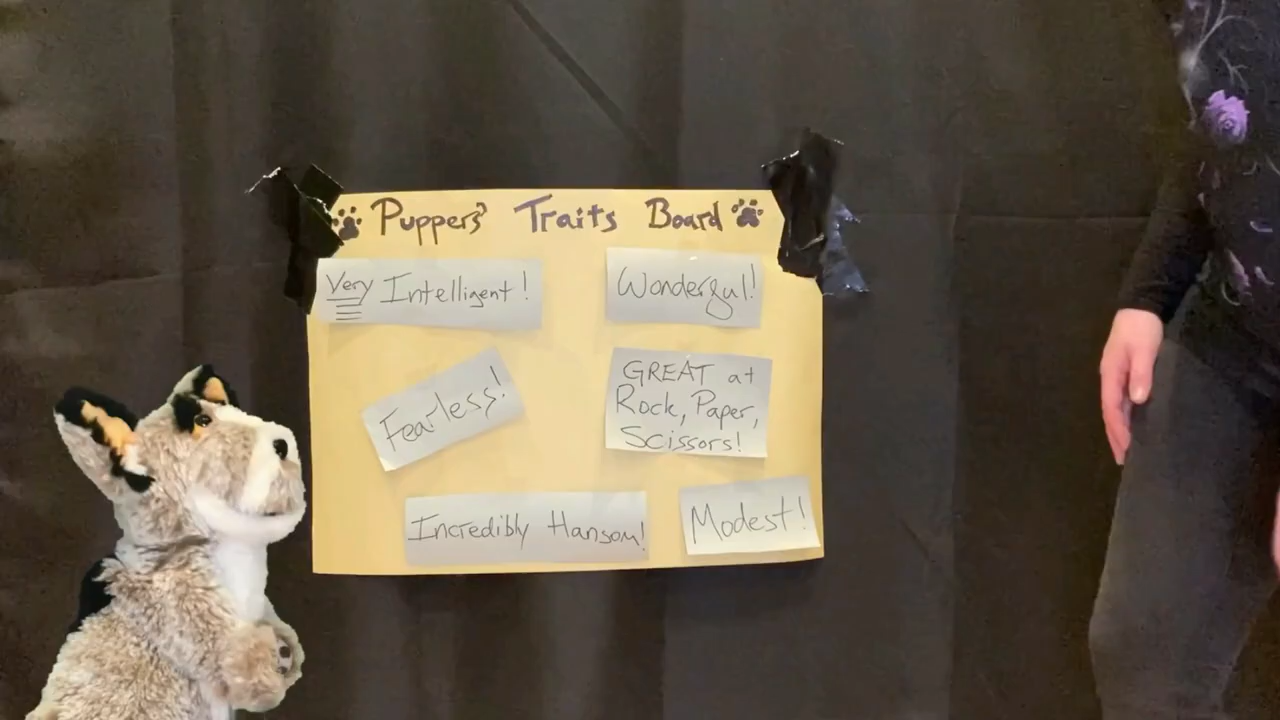 Puppers' Traits Board
Very Intelligent!
Wonderful!
Fearless!
GREAT at
Rock, Paper,
Scissors!
Incredibly Hansom!
Modest!